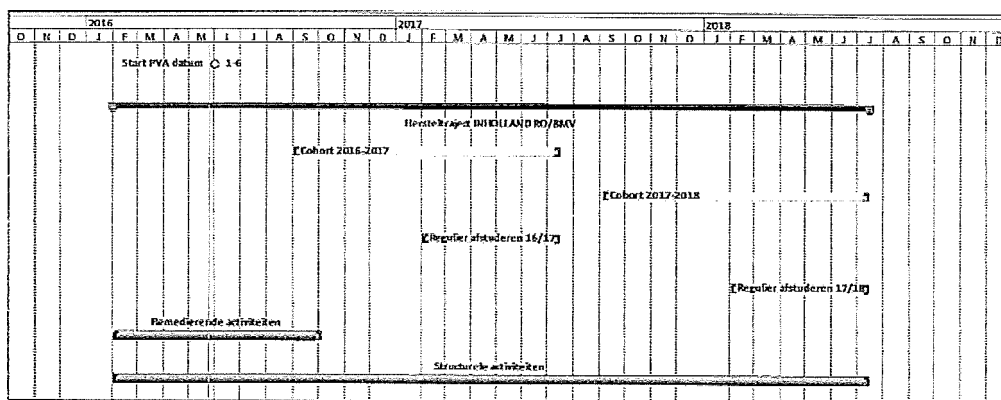 2016 2017 2018
O N D J F M A M J J A S O N D J F M A M J J A S O N D J F M A M J J A S O N D
Start PVA datum 1-6
Hersteltraject INHOLLAND RO/BMV
Cohort 2016-2017
Cohort 2017-2018
Regulier afstuderen 16/17
Regulier afstuderen 17/18
Remedierende activiteiten
Structurele activiteiten